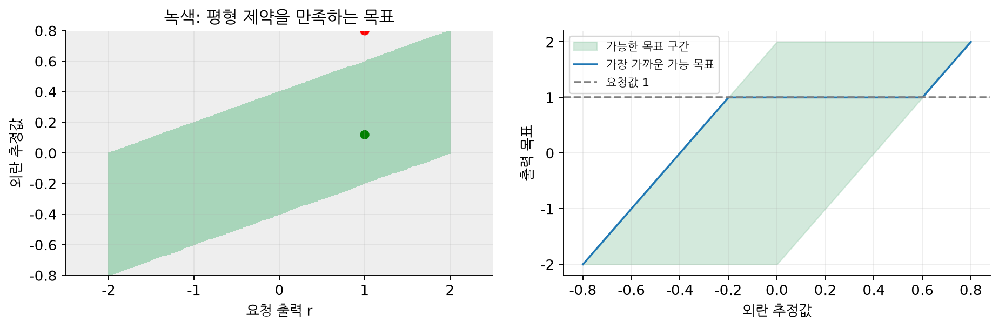 녹색: 평형 제약을 만족하는 목표
0.8
0.6
0.4
0.2
0.0
-0.2
-0.4
-0.6
-0.8
외란 추정값
-2 -1 0 1 2
요청 출력 r
가능한 목표 구간
가장 가까운 가능 목표
요청값 1
2
1
0
-1
-2
출력 목표
-0.8 -0.6 -0.4 -0.2 0.0 0.2 0.4 0.6 0.8
외란 추정값